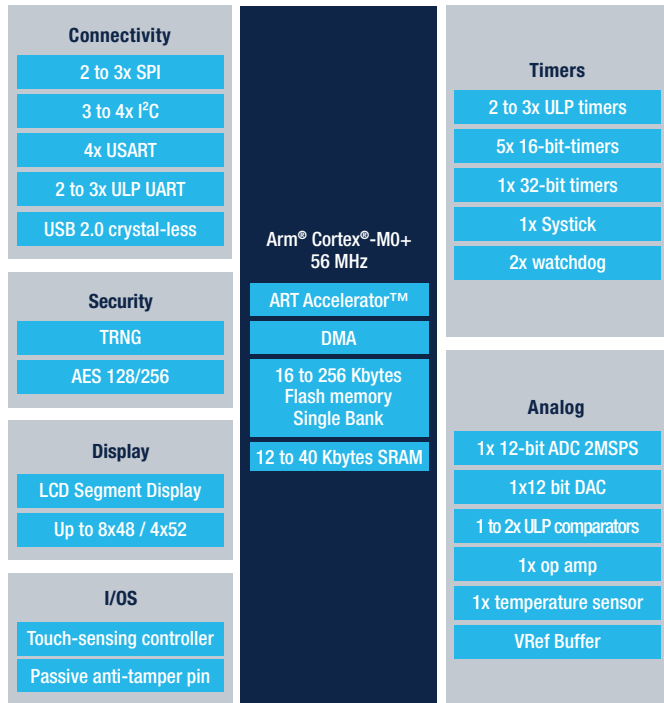 Connectivity
2 to 3x SPI
3 to 4x I²C
4x USART
2 to 3x ULP UART
USB 2.0 crystal-less
Security
TRNG
AES 128/256
Display
LCD Segment Display
Up to 8x48 / 4x52
I/OS
Touch-sensing controller
Passive anti-tamper pin
Arm® Cortex®-M0+
56 MHz
ART Accelerator™
DMA
16 to 256 Kbytes
Flash memory
Single Bank
12 to 40 Kbytes SRAM
Timers
2 to 3x ULP timers
5x 16-bit-timers
1x 32-bit timers
1x Systick
2x watchdog
Analog
1x 12-bit ADC 2MSPS
1x12 bit DAC
1 to 2x ULP comparators
1x op amp
1x temperature sensor
VRef Buffer